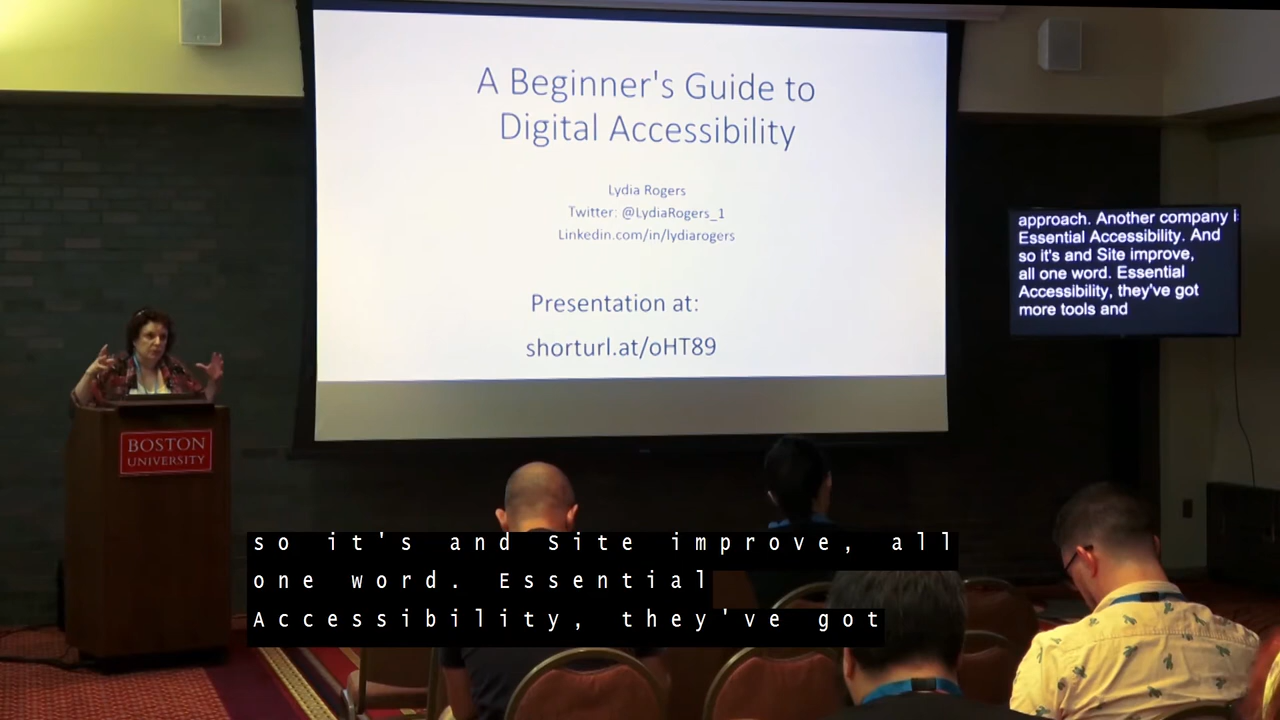 A Beginner's Guide to
Digital Accessibility
Lydia Rogers
Twitter: @LydiaRogers_1
Linkedin.com/in/lydiarogers
Presentation at:
shorturl.at/oHT89
approach. Another company i
Essential Accessibility. And
so it's and Site improve,
all one word. Essential
Accessibility, they've got
more tools and
BOSTON
UNIVERSITY
so it's and Site improve, all
one word. Essential
Accessibility, they've got